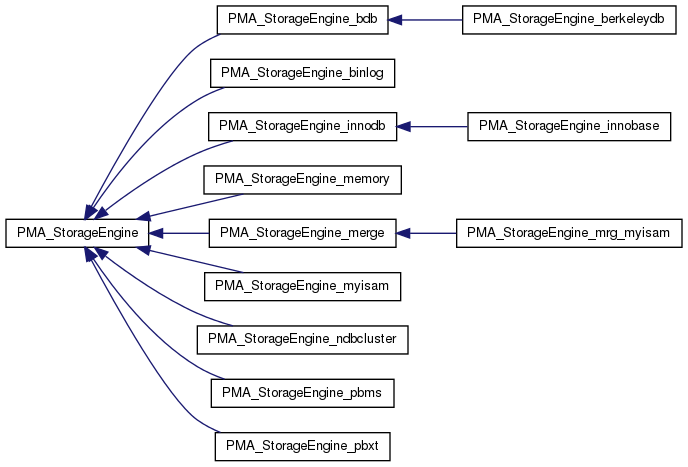 PMA_StorageEngine_bdb
PMA_StorageEngine_berkeleydb
PMA_StorageEngine_binlog
PMA_StorageEngine_innodb
PMA_StorageEngine_innobase
PMA_StorageEngine_memory
PMA_StorageEngine
PMA_StorageEngine_merge
PMA_StorageEngine_mrg_myisam
PMA_StorageEngine_myisam
PMA_StorageEngine_ndbcluster
PMA_StorageEngine_pbms
PMA_StorageEngine_pbxt